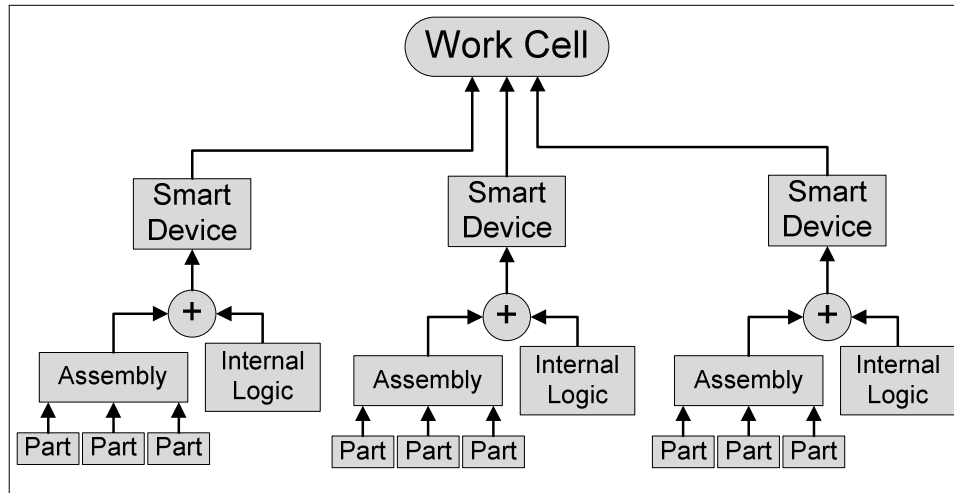 Work Cell
Smart
Device
Smart
Device
Smart
Device
+
+
+
Assembly
Internal
Logic
Assembly
Internal
Logic
Assembly
Internal
Logic
Part Part Part
Part Part Part
Part Part Part